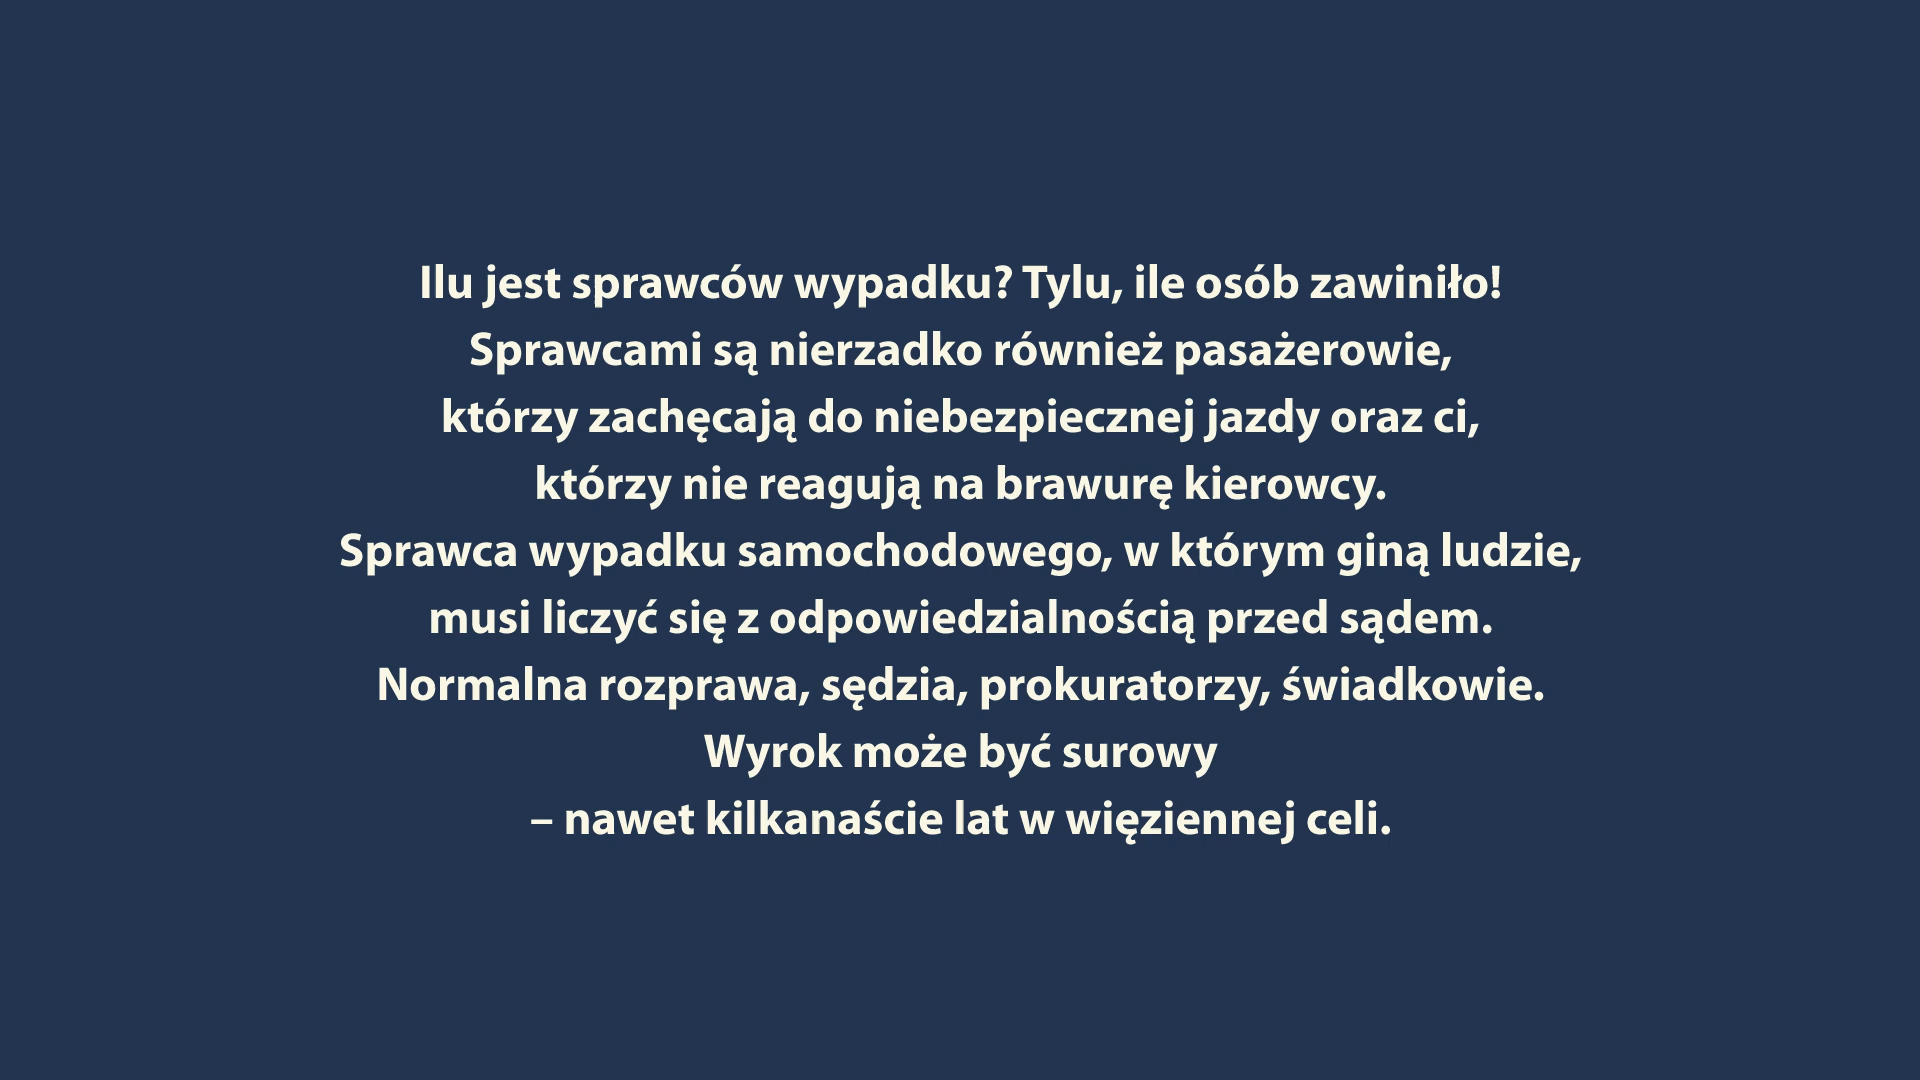 Ilu jest sprawców wypadku? Tylu, ile osób zawiniło!
Sprawcami są nierzadko również pasażerowie,
którzy zachęcają do niebezpiecznej jazdy oraz ci,
którzy nie reagują na brawurę kierowcy.
Sprawca wypadku samochodowego, w którym giną ludzie,
musi liczyć się z odpowiedzialnością przed sądem.
Normalna rozprawa, sędzia, prokuratorzy, świadkowie.
Wyrok może być surowy
– nawet kilkanaście lat w więziennej celi.